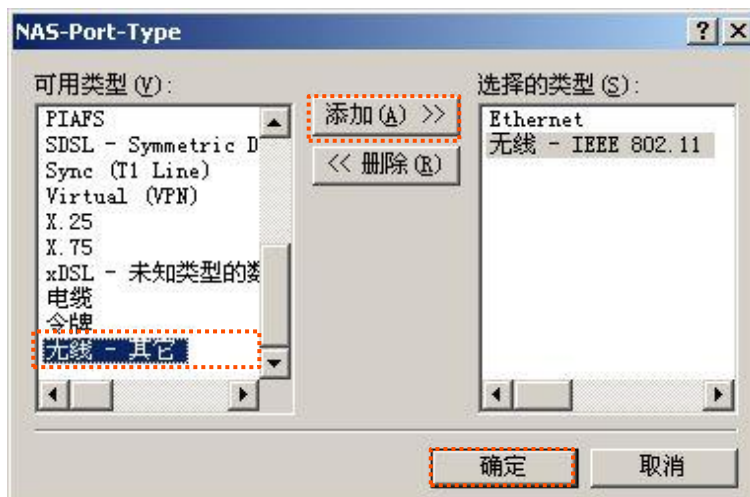 NAS-Port-Type
可用类型(V):
PIAFS
SDSL - Symmetric D
Sync (T1 Line)
Virtual (VPN)
X.25
X.75
xDSL - 未知类型的数
电缆
令牌
无线 - 其它
添加(A) >>
<< 删除(R)
选择的类型(S):
Ethernet
无线 - IEEE 802.11
确定
取消